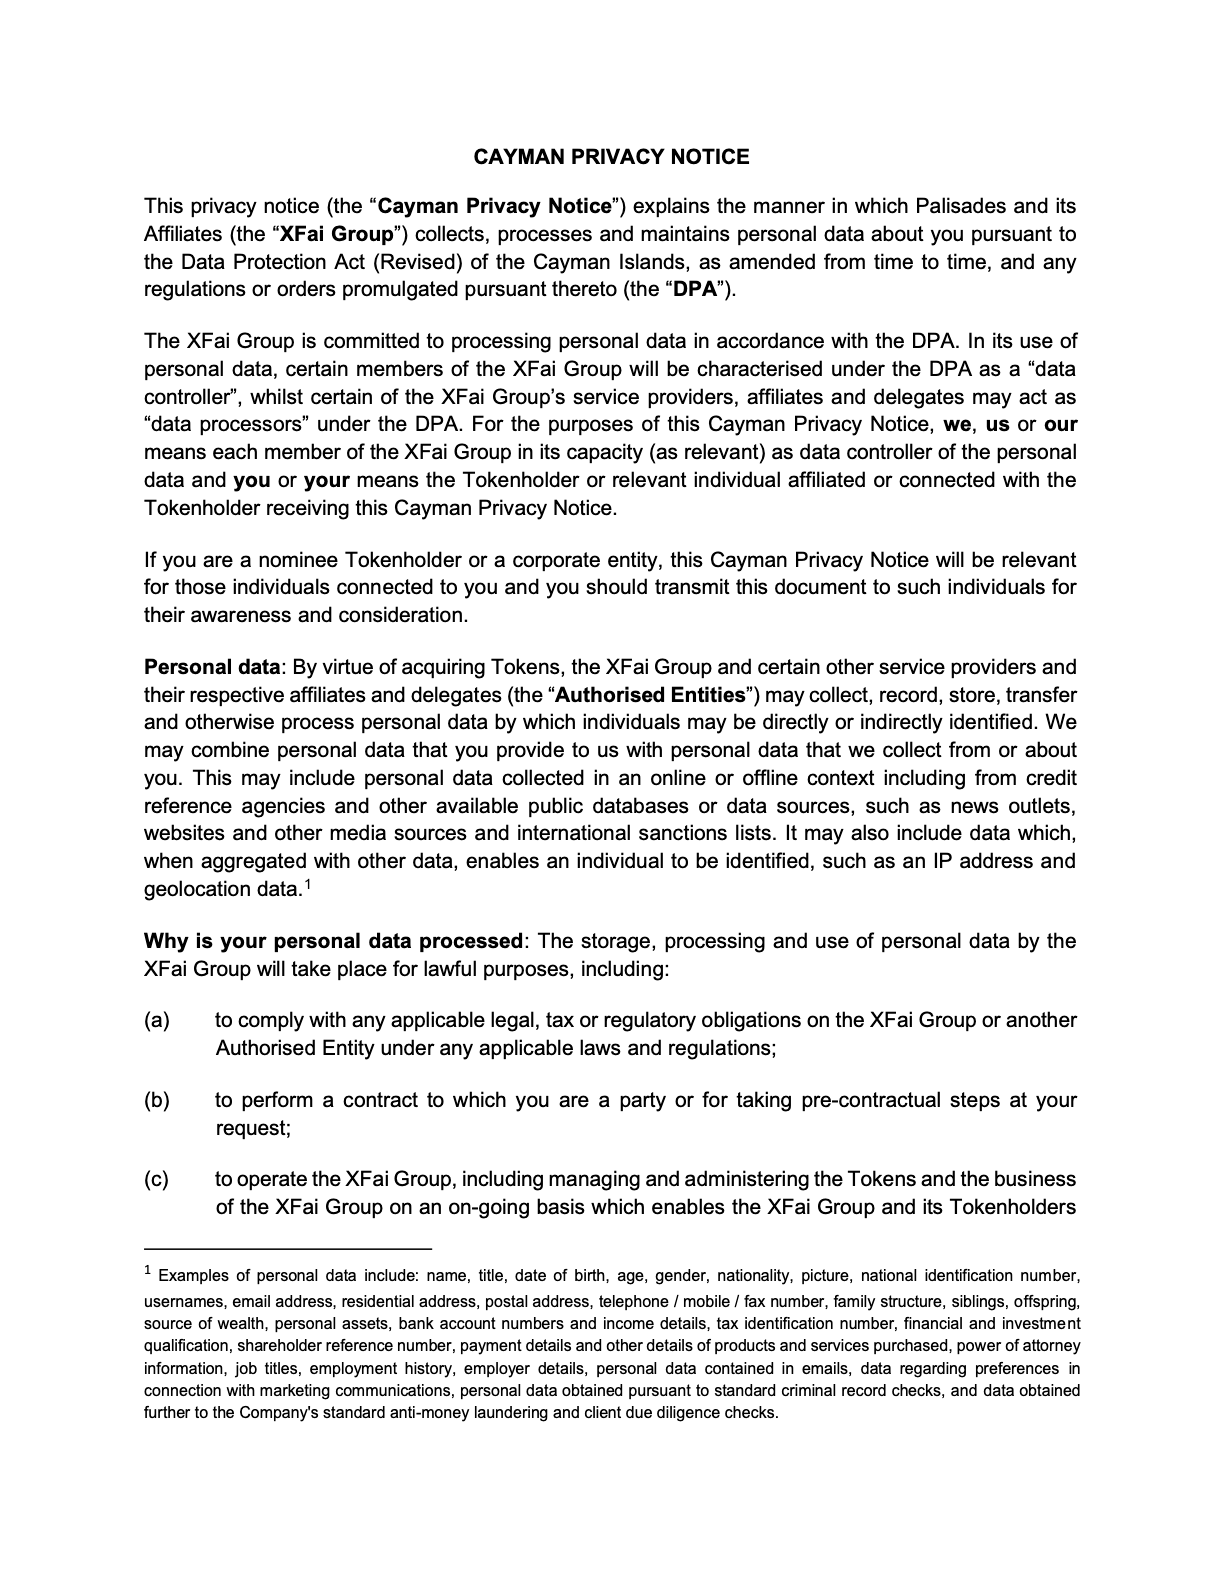 CAYMAN PRIVACY NOTICE
This privacy notice (the “Cayman Privacy Notice”) explains the manner in which Palisades and its
Affiliates (the “XFai Group”) collects, processes and maintains personal data about you pursuant to
the Data Protection Act (Revised) of the Cayman Islands, as amended from time to time, and any
regulations or orders promulgated pursuant thereto (the “DPA”).
The XFai Group is committed to processing personal data in accordance with the DPA. In its use of
personal data, certain members of the XFai Group will be characterised under the DPA as a “data
controller”, whilst certain of the XFai Group’s service providers, affiliates and delegates may act as
“data processors” under the DPA. For the purposes of this Cayman Privacy Notice, we, us or our
means each member of the XFai Group in its capacity (as relevant) as data controller of the personal
data and you or your means the Tokenholder or relevant individual affiliated or connected with the
Tokenholder receiving this Cayman Privacy Notice.
If you are a nominee Tokenholder or a corporate entity, this Cayman Privacy Notice will be relevant
for those individuals connected to you and you should transmit this document to such individuals for
their awareness and consideration.
Personal data: By virtue of acquiring Tokens, the XFai Group and certain other service providers and
their respective affiliates and delegates (the “Authorised Entities”) may collect, record, store, transfer
and otherwise process personal data by which individuals may be directly or indirectly identified. We
may combine personal data that you provide to us with personal data that we collect from or about
you. This may include personal data collected in an online or offline context including from credit
reference agencies and other available public databases or data sources, such as news outlets,
websites and other media sources and international sanctions lists. It may also include data which,
when aggregated with other data, enables an individual to be identified, such as an IP address and
geolocation data.1
Why is your personal data processed: The storage, processing and use of personal data by the
XFai Group will take place for lawful purposes, including:
(a) to comply with any applicable legal, tax or regulatory obligations on the XFai Group or another
Authorised Entity under any applicable laws and regulations;
(b) to perform a contract to which you are a party or for taking pre-contractual steps at your
request;
(c) to operate the XFai Group, including managing and administering the Tokens and the business
of the XFai Group on an on-going basis which enables the XFai Group and its Tokenholders
1 Examples of personal data include: name, title, date of birth, age, gender, nationality, picture, national identification number,
usernames, email address, residential address, postal address, telephone / mobile / fax number, family structure, siblings, offspring,
source of wealth, personal assets, bank account numbers and income details, tax identification number, financial and investment
qualification, shareholder reference number, payment details and other details of products and services purchased, power of attorney
information, job titles, employment history, employer details, personal data contained in emails, data regarding preferences in
connection with marketing communications, personal data obtained pursuant to standard criminal record checks, and data obtained
further to the Company's standard anti-money laundering and client due diligence checks.